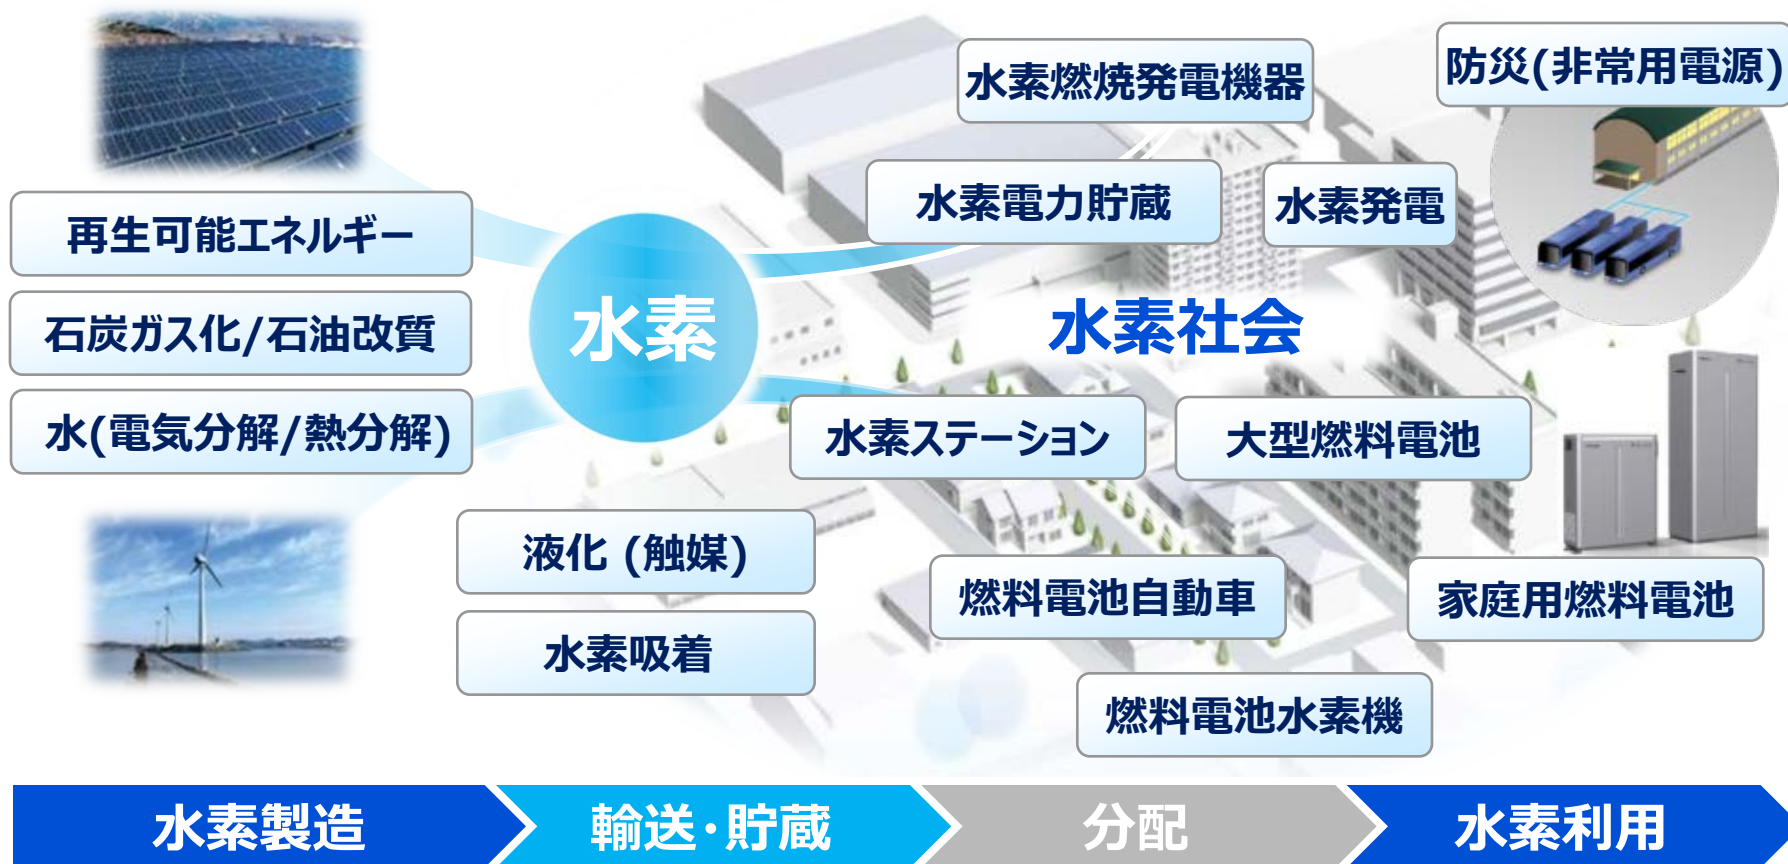 水素燃焼発電機器
防災(非常用電源)
水素電力貯蔵
水素発電
再生可能エネルギー
石炭ガス化/石油改質
水(電気分解/熱分解)
水素
水素社会
水素ステーション
大型燃料電池
液化 (触媒)
水素吸着
燃料電池自動車
家庭用燃料電池
燃料電池水素機
水素製造
輸送・貯蔵
分配
水素利用